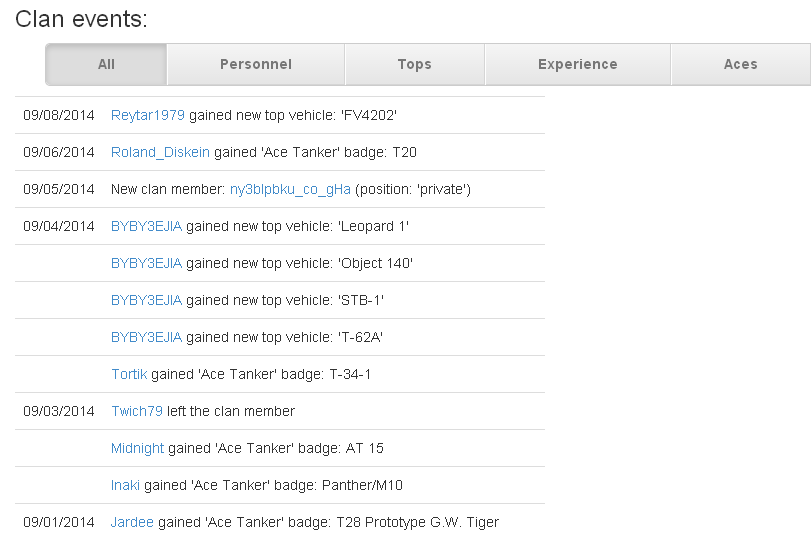 Clan events:
All Personnel Tops Experience Aces
09/08/2014 Reytar1979 gained new top vehicle: 'FV4202'
09/06/2014 Roland_Diskein gained 'Ace Tanker' badge: T20
09/05/2014 New clan member: ny3blpbku_co_gHa (position: 'private')
09/04/2014 BYBY3EJIA gained new top vehicle: 'Leopard 1'
BYBY3EJIA gained new top vehicle: 'Object 140'
BYBY3EJIA gained new top vehicle: 'STB-1'
BYBY3EJIA gained new top vehicle: 'T-62A'
Tortik gained 'Ace Tanker' badge: T-34-1
09/03/2014 Twich79 left the clan member
Midnight gained 'Ace Tanker' badge: AT 15
Inaki gained 'Ace Tanker' badge: Panther/M10
09/01/2014 Jardee gained 'Ace Tanker' badge: T28 Prototype G.W. Tiger